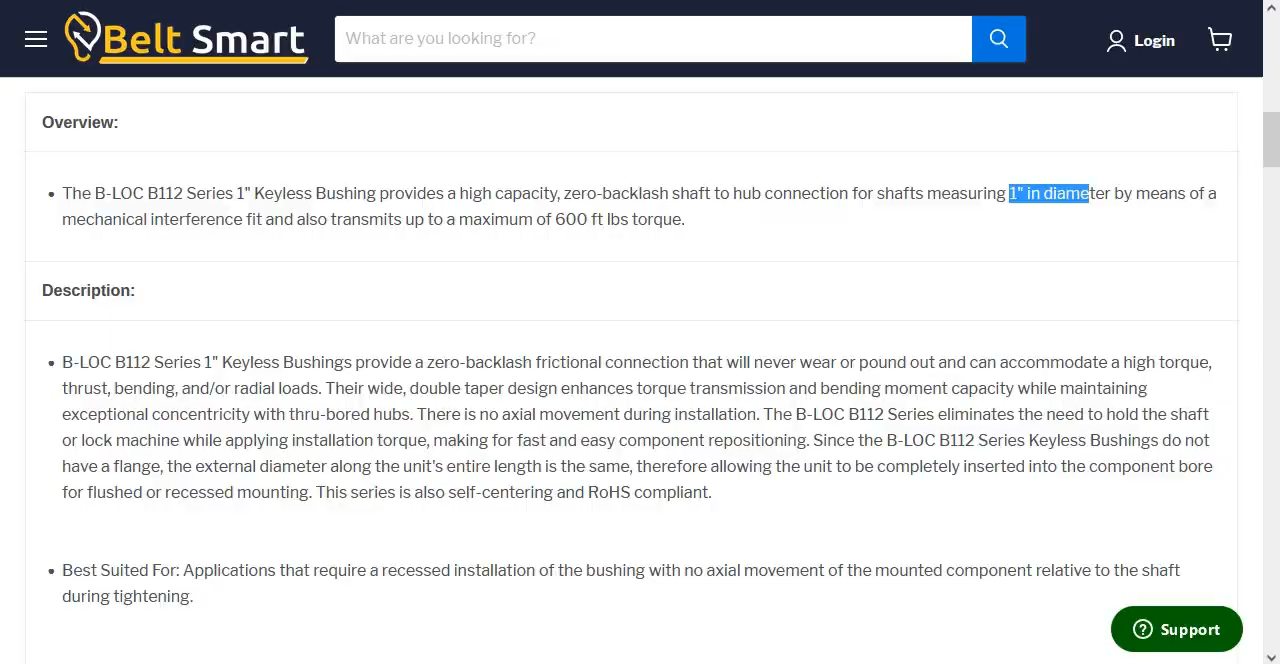 Belt Smart
What are you looking for?
Login
Overview:
• The B-LOC B112 Series 1" Keyless Bushing provides a high capacity, zero-backlash shaft to hub connection for shafts measuring 1" in diameter by means of a
mechanical interference fit and also transmits up to a maximum of 600 ft lbs torque.
Description:
• B-LOC B112 Series 1" Keyless Bushings provide a zero-backlash frictional connection that will never wear or pound out and can accommodate a high torque,
thrust, bending, and/or radial loads. Their wide, double taper design enhances torque transmission and bending moment capacity while maintaining
exceptional concentricity with thru-bored hubs. There is no axial movement during installation. The B-LOC B112 Series eliminates the need to hold the shaft
or lock machine while applying installation torque, making for fast and easy component repositioning. Since the B-LOC B112 Series Keyless Bushings do not
have a flange, the external diameter along the unit's entire length is the same, therefore allowing the unit to be completely inserted into the component bore
for flushed or recessed mounting. This series is also self-centering and RoHS compliant.
• Best Suited For: Applications that require a recessed installation of the bushing with no axial movement of the mounted component relative to the shaft
during tightening.
Support